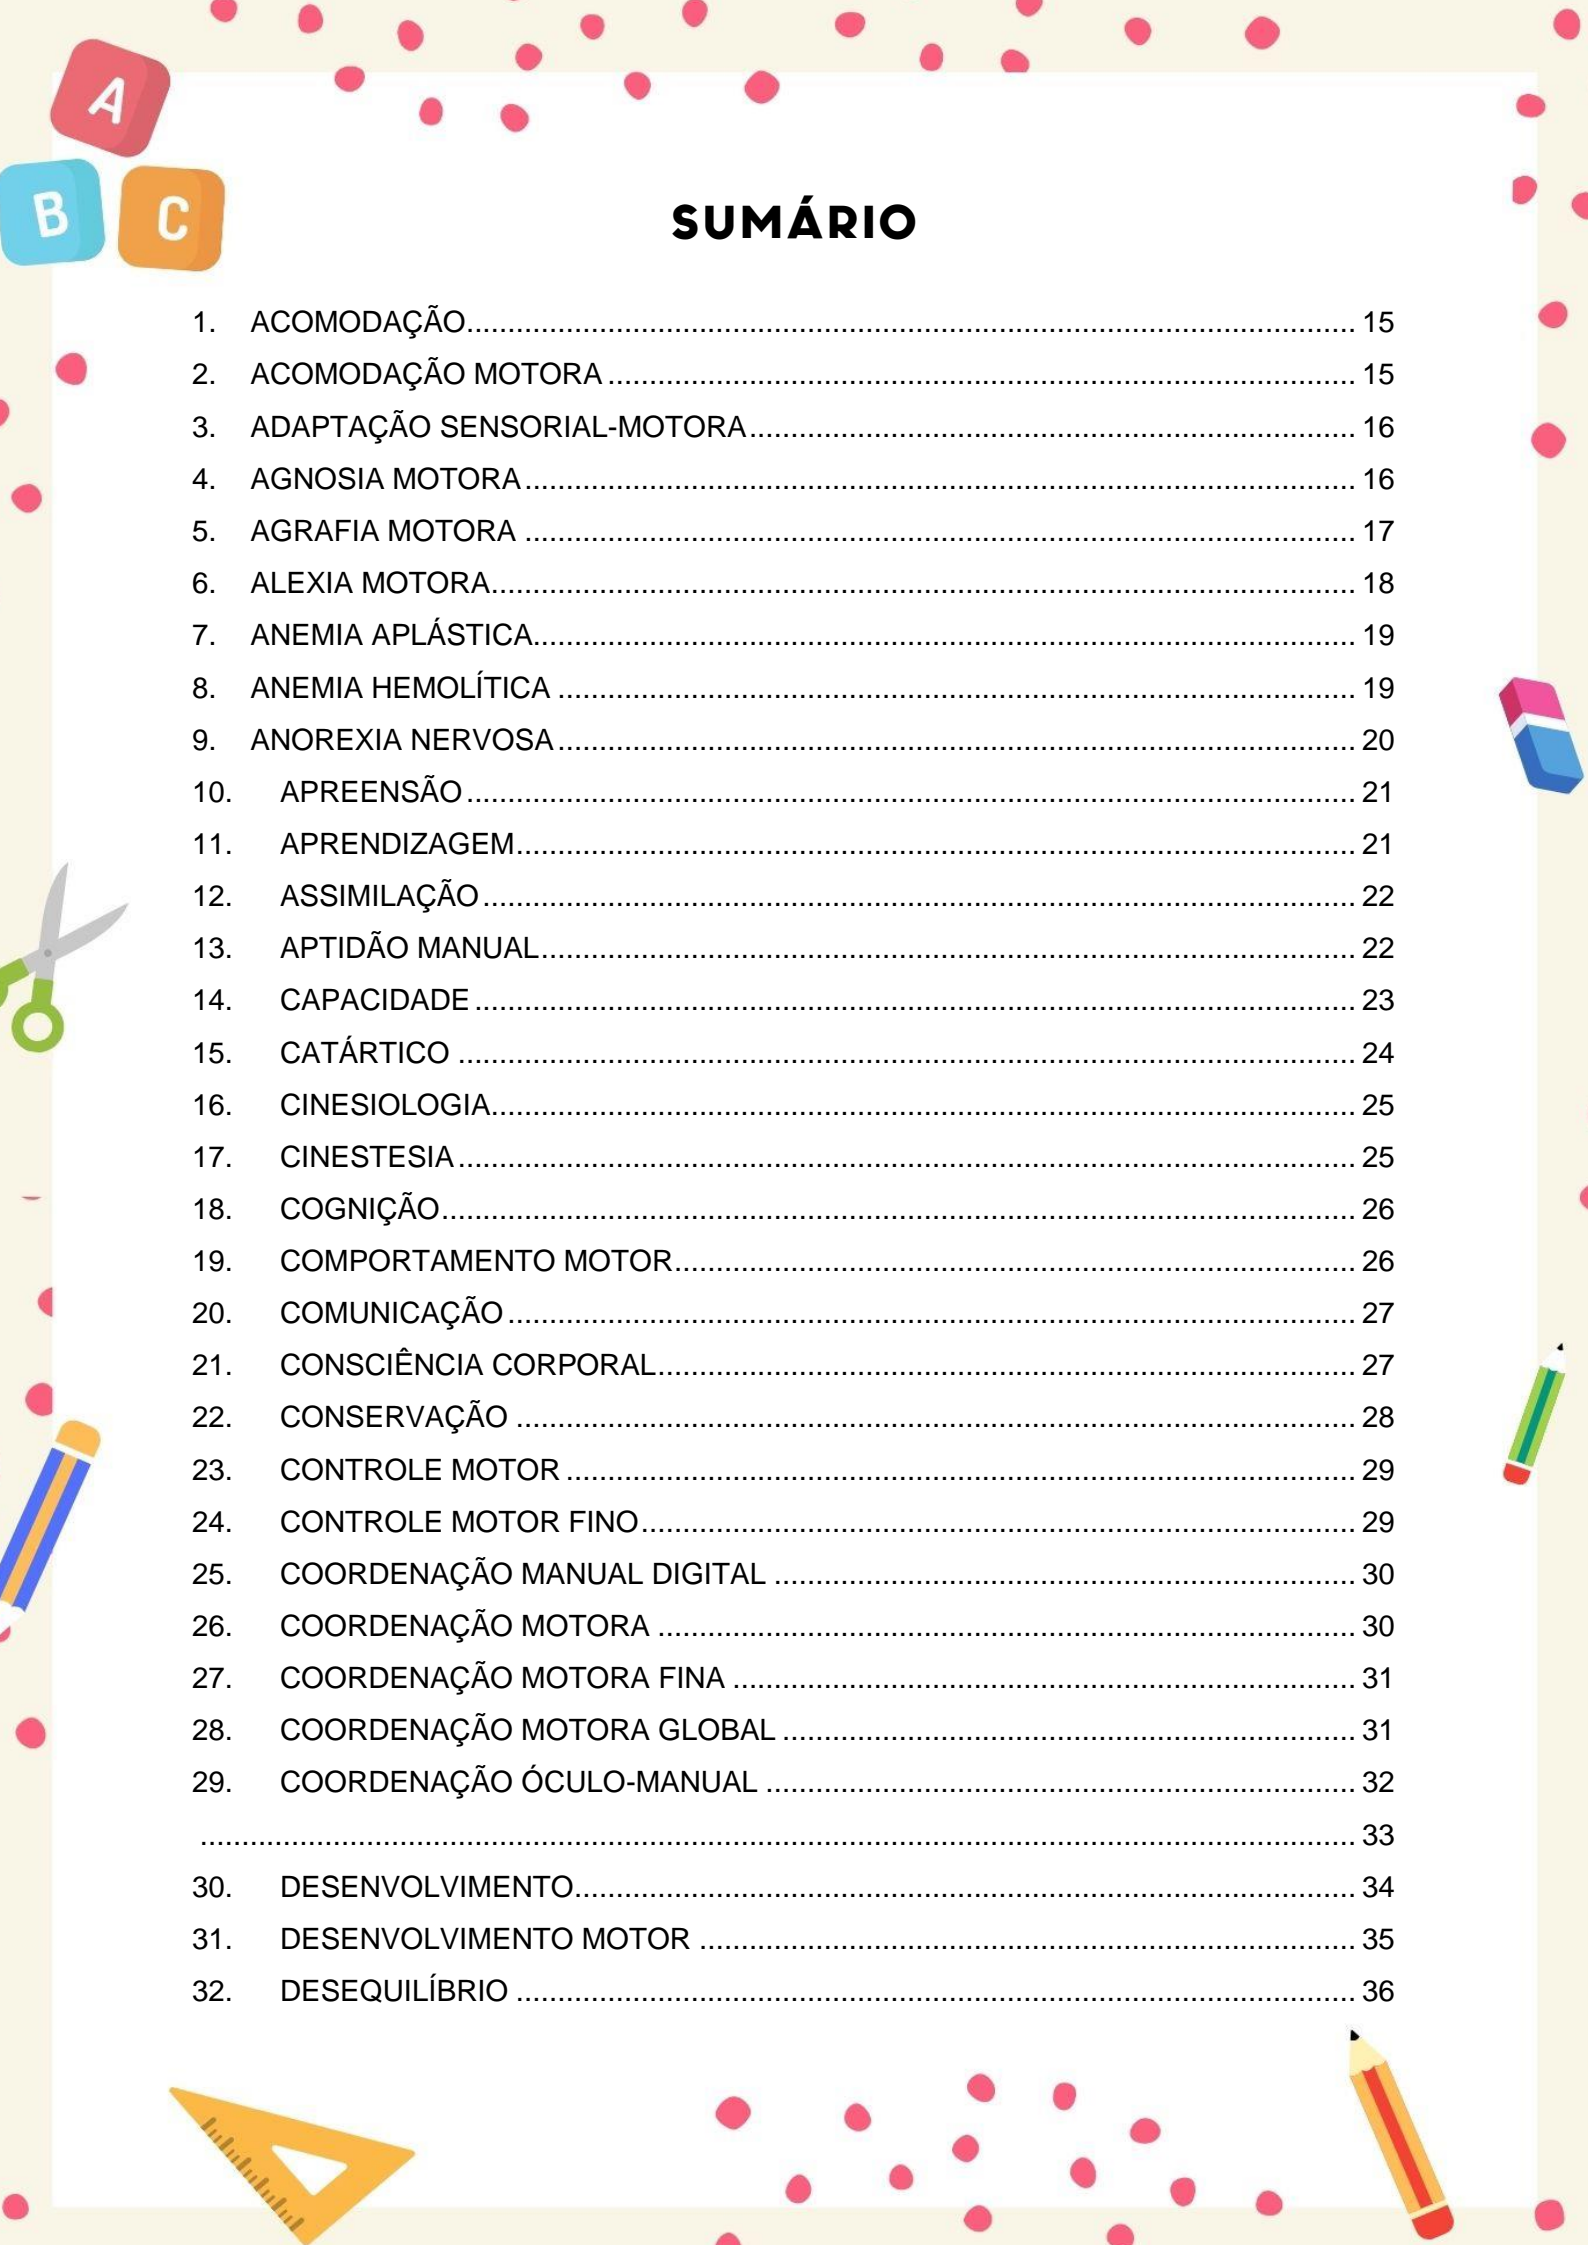 A
B C
SUMÁRIO
1. ACOMODAÇÃO........ 15
2. ACOMODAÇÃO MOTORA ........ 15
3. ADAPTAÇÃO SENSORIAL-MOTORA........ 16
4. AGNOSIA MOTORA ........ 16
5. AGRAFIA MOTORA ........ 17
6. ALEXIA MOTORA........ 18
7. ANEMIA APLÁSTICA........ 19
8. ANEMIA HEMOLÍTICA ........ 19
9. ANOREXIA NERVOSA ........ 20
10. APREENSÃO ........ 21
11. APRENDIZAGEM........ 21
12. ASSIMILAÇÃO ........ 22
13. APTIDÃO MANUAL........ 22
14. CAPACIDADE ........ 23
15. CATÁRTICO ........ 24
16. CINESIOLOGIA........ 25
17. CINESTESIA ........ 25
18. COGNIÇÃO........ 26
19. COMPORTAMENTO MOTOR........ 26
20. COMUNICAÇÃO ........ 27
21. CONSCIÊNCIA CORPORAL........ 27
22. CONSERVAÇÃO ........ 28
23. CONTROLE MOTOR ........ 29
24. CONTROLE MOTOR FINO........ 29
25. COORDENAÇÃO MANUAL DIGITAL ........ 30
26. COORDENAÇÃO MOTORA ........ 30
27. COORDENAÇÃO MOTORA FINA ........ 31
28. COORDENAÇÃO MOTORA GLOBAL ........ 31
29. COORDENAÇÃO ÓCULO-MANUAL ........ 32
........ 33
30. DESENVOLVIMENTO........ 34
31. DESENVOLVIMENTO MOTOR ........ 35
32. DESEQUILÍBRIO ........ 36